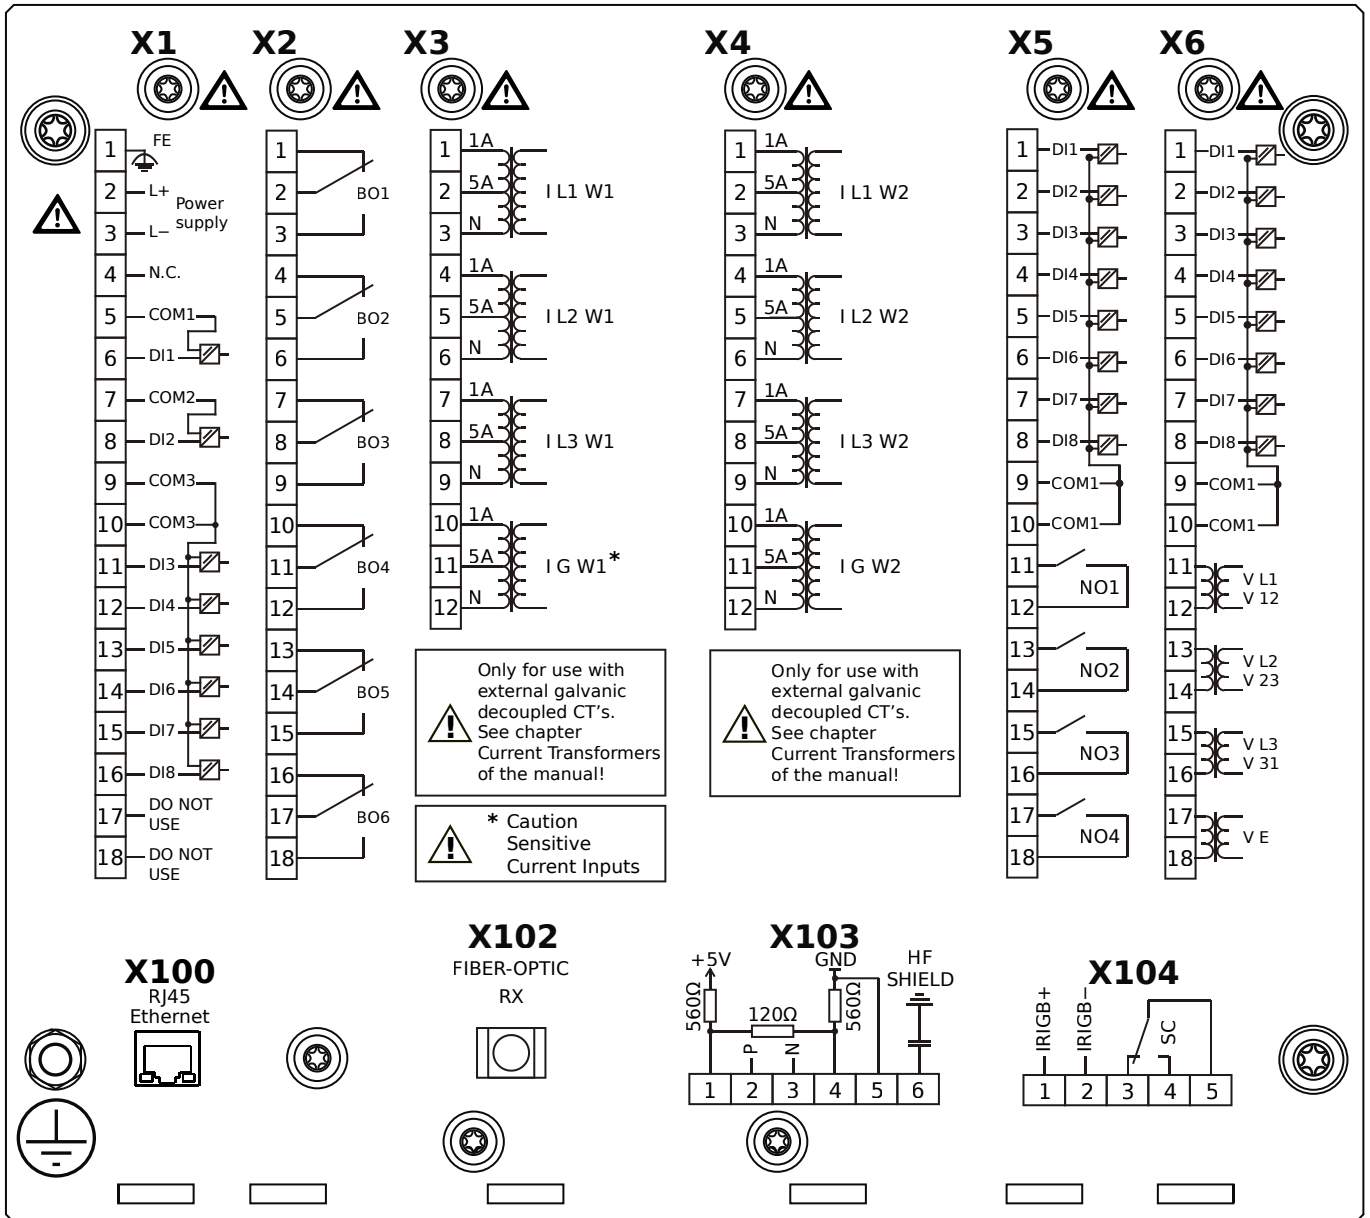 X1
1
FE
2
L+
Power
supply
3
L−
4
N.C.
5
COM1
6
DI1
7
COM2
8
DI2
9
COM3
10
COM3
11
DI3
12
DI4
13
DI5
14
DI6
15
DI7
16
DI8
17
DO NOT
USE
18
DO NOT
USE
X2
1
2
BO1
3
4
5
BO2
6
7
8
BO3
9
10
11
BO4
12
13
14
BO5
15
16
17
BO6
18
X3
1
1A
2
5A
I L1 W1
3
N
4
1A
5
5A
I L2 W1
6
N
7
1A
8
5A
I L3 W1
9
N
10
1A
11
5A
I G W1*
12
N
Only for use with
external galvanic
decoupled CT's.
See chapter
Current Transformers
of the manual!
* Caution
Sensitive
Current Inputs
X4
1
1A
2
5A
I L1 W2
3
N
4
1A
5
5A
I L2 W2
6
N
7
1A
8
5A
I L3 W2
9
N
10
1A
11
5A
I G W2
12
N
Only for use with
external galvanic
decoupled CT's.
See chapter
Current Transformers
of the manual!
X5
1
DI1
2
DI2
3
DI3
4
DI4
5
DI5
6
DI6
7
DI7
8
DI8
9
COM1
10
COM1
11
NO1
12
13
NO2
14
15
NO3
16
17
NO4
18
X6
1
DI1
2
DI2
3
DI3
4
DI4
5
DI5
6
DI6
7
DI7
8
DI8
9
COM1
10
COM1
11
V L1
V 12
12
13
V L2
V 23
14
15
V L3
V 31
16
17
V E
18
X100
RJ45
Ethernet
X102
FIBER-OPTIC
RX
X103
+5V
GND
HF
SHIELD
560Ω
120Ω
560Ω
P
N
1 2 3 4 5 6
X104
IRIGB+
IRIGB−
SC
1 2 3 4 5